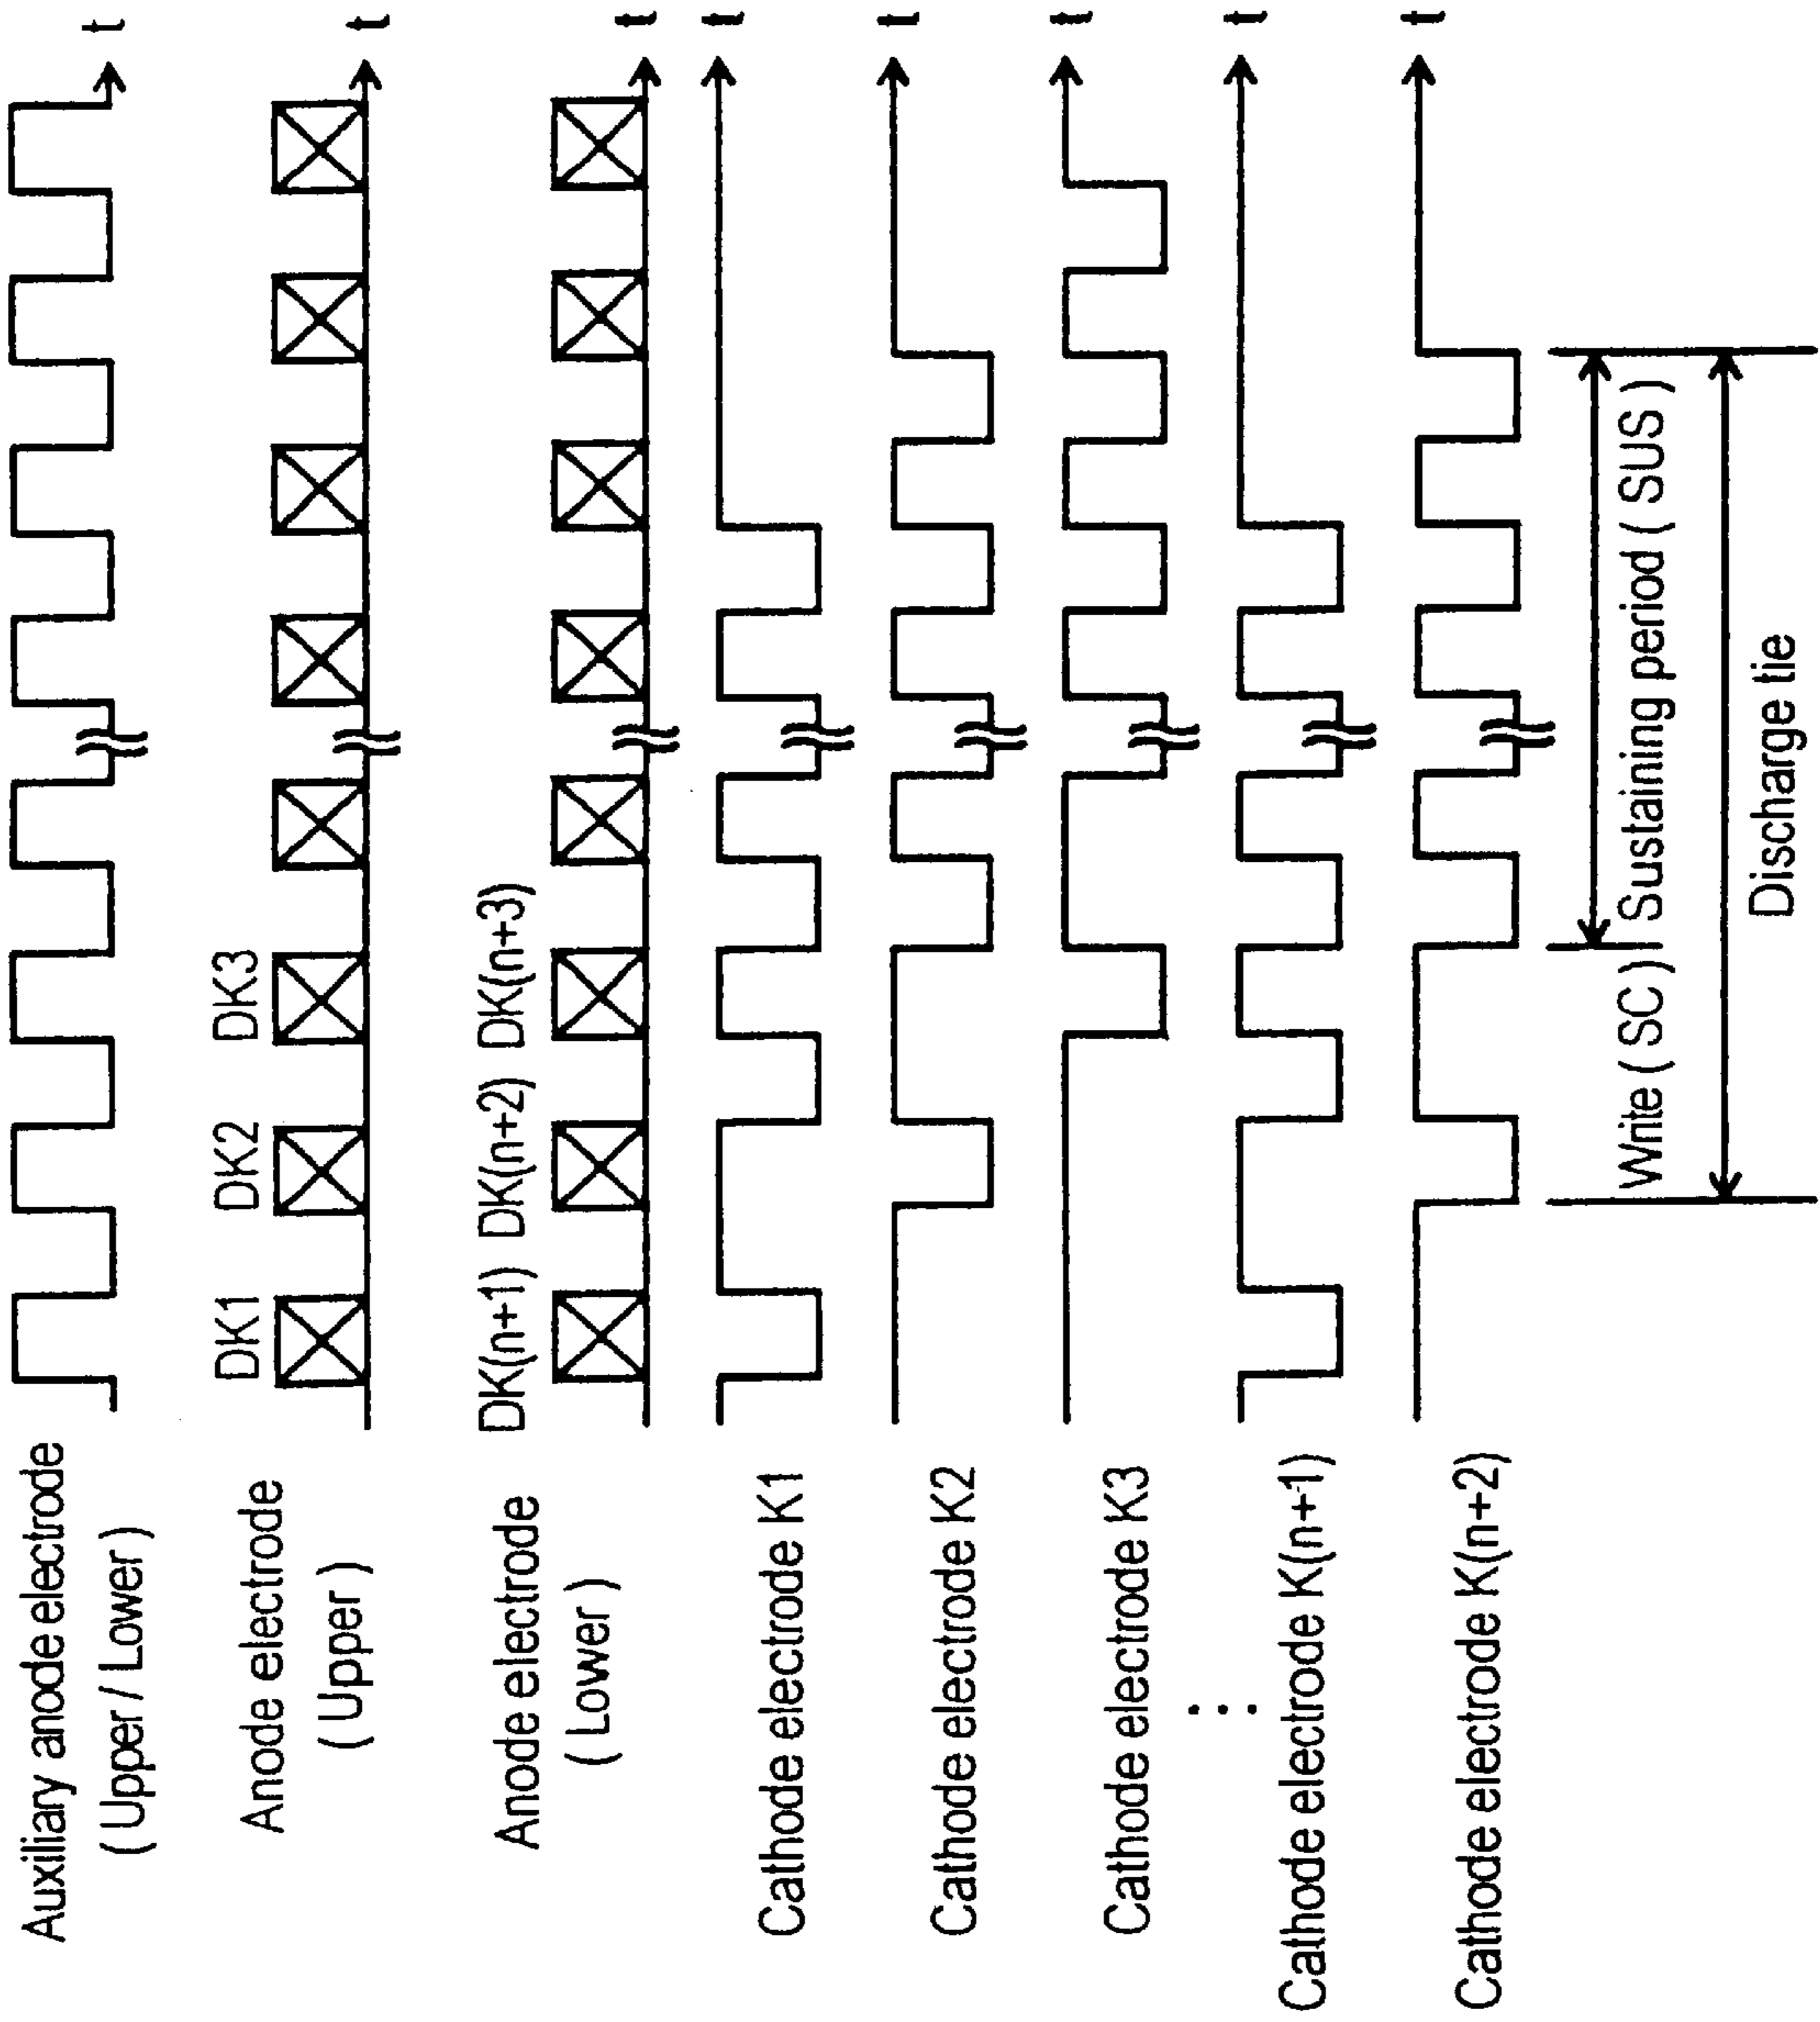 Auxiliary anode electrode
( Upper / Lower )
t
Anode electrode
( Upper )
DK1 DK2 DK3
t
Anode electrode
( Lower )
DK(n+1) DK(n+2) DK(n+3)
t
Cathode electrode K1
t
Cathode electrode K2
t
Cathode electrode K3
t
Cathode electrode K(n+1)
t
Cathode electrode K(n+2)
t
Write ( SC ) Sustaining period ( SUS )
Discharge tie